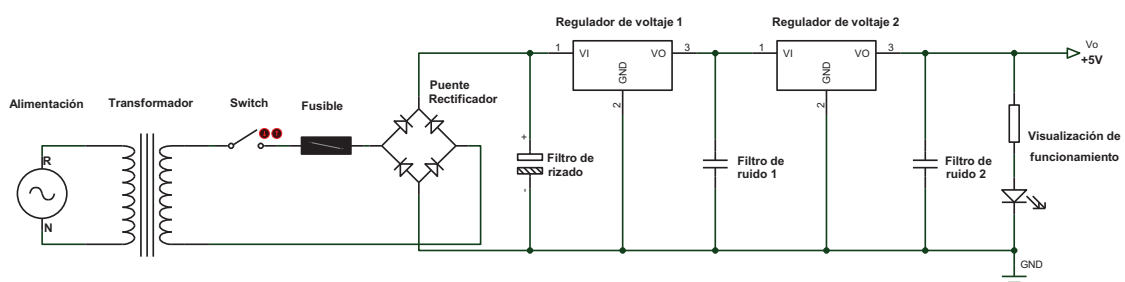 Regulador de voltaje 1
Regulador de voltaje 2
1
VI
VO
3
GND
2
1
VI
VO
3
GND
2
Vo
+5V
Alimentación
Transformador
Switch
Fusible
Puente
Rectificador
R
N
+
-
Filtro de
rizado
Filtro de
ruido 1
Filtro de
ruido 2
Visualización de
funcionamiento
GND